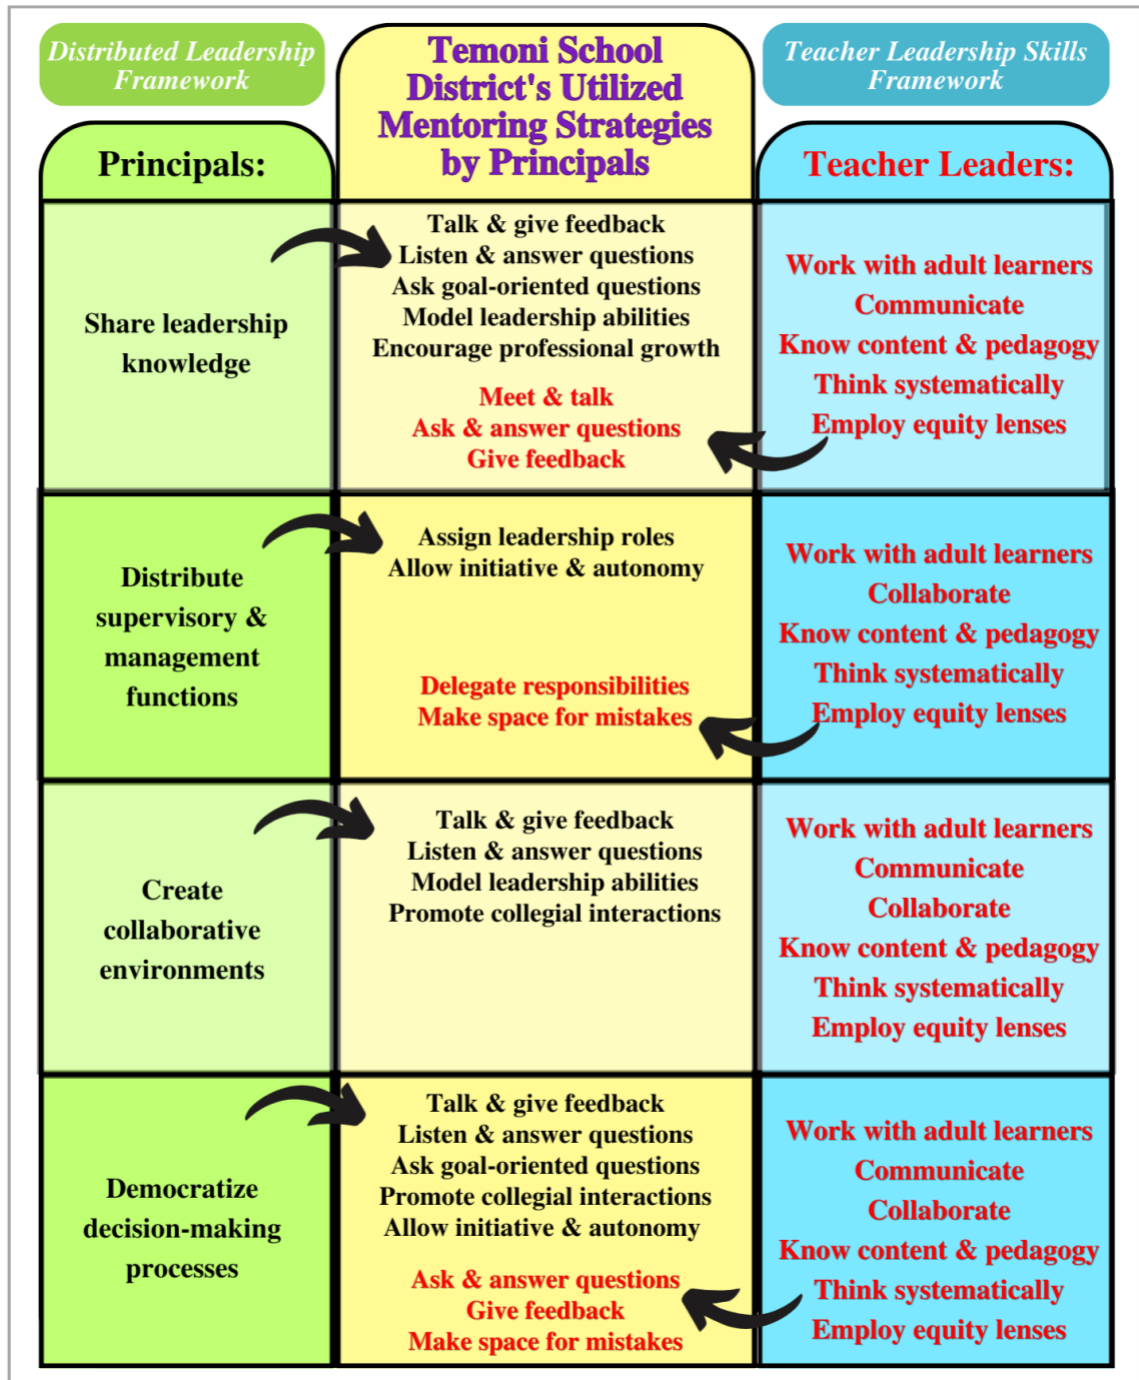 Distributed Leadership
Framework
Temoni School
District's Utilized
Mentoring Strategies
by Principals
Teacher Leadership Skills
Framework
Principals:
Teacher Leaders:
Share leadership
knowledge
Talk & give feedback
Listen & answer questions
Ask goal-oriented questions
Model leadership abilities
Encourage professional growth
Meet & talk
Ask & answer questions
Give feedback
Work with adult learners
Communicate
Know content & pedagogy
Think systematically
Employ equity lenses
Distribute
supervisory &
management
functions
Assign leadership roles
Allow initiative & autonomy
Delegate responsibilities
Make space for mistakes
Work with adult learners
Collaborate
Know content & pedagogy
Think systematically
Employ equity lenses
Create
collaborative
environments
Talk & give feedback
Listen & answer questions
Model leadership abilities
Promote collegial interactions
Work with adult learners
Communicate
Collaborate
Know content & pedagogy
Think systematically
Employ equity lenses
Democratize
decision-making
processes
Talk & give feedback
Listen & answer questions
Ask goal-oriented questions
Promote collegial interactions
Allow initiative & autonomy
Ask & answer questions
Give feedback
Make space for mistakes
Work with adult learners
Communicate
Collaborate
Know content & pedagogy
Think systematically
Employ equity lenses